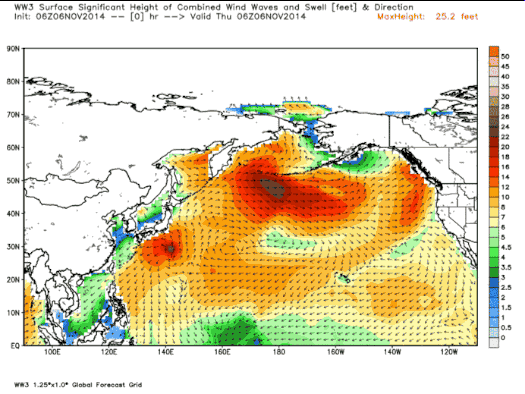 WW3 Surface Significant Height of Combined Wind Waves and Swell [feet] & Direction
Init: 06Z06NOV2014 -- [0] hr --> Valid Thu 06Z06NOV2014 MaxHeight: 25.2 feet
90N
80N
70N
60N
50N
40N
30N
20N
10N
EQ
100E 120E 140E 160E 180 160W 140W 120W
50
45
40
35
30
28
26
24
22
20
18
16
14
12
10
8
6
5
4.5
4
3.5
3
2.5
2
1.5
1
0.5
0
WW3 1.25°x1.0° Global Forecast Grid